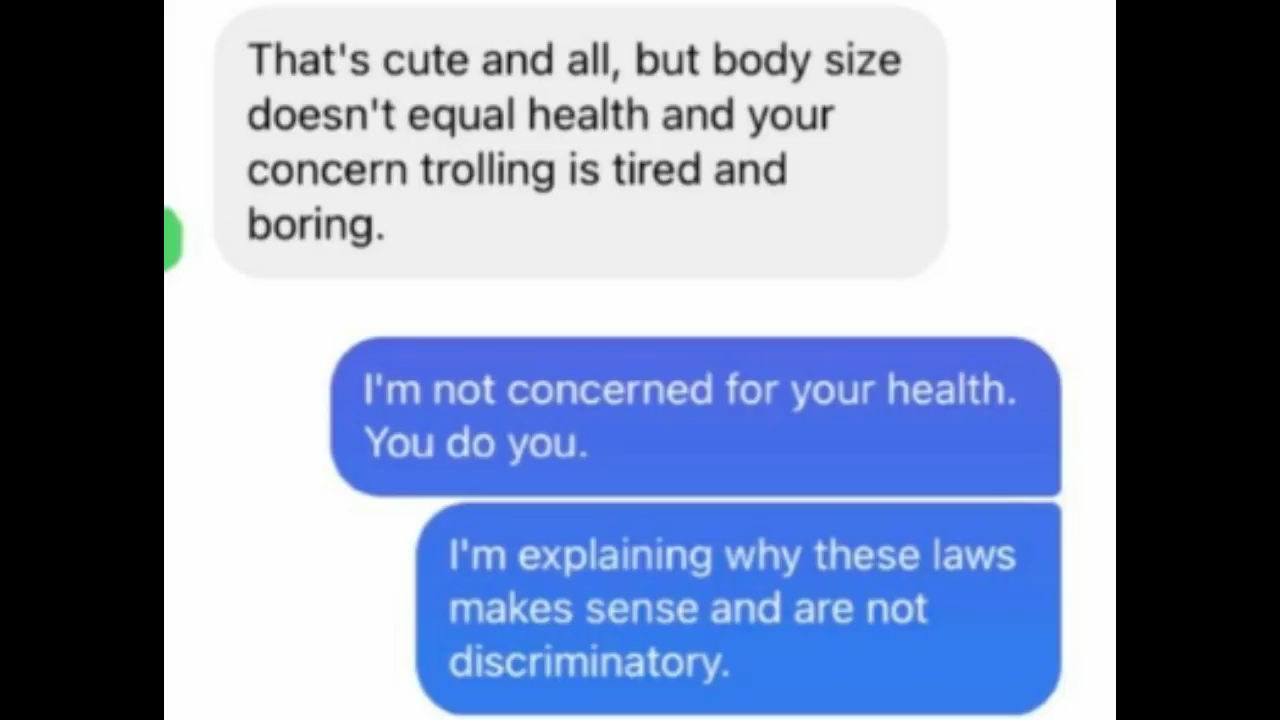 That's cute and all, but body size
doesn't equal health and your
concern trolling is tired and
boring.
I'm not concerned for your health.
You do you.
I'm explaining why these laws
makes sense and are not
discriminatory.